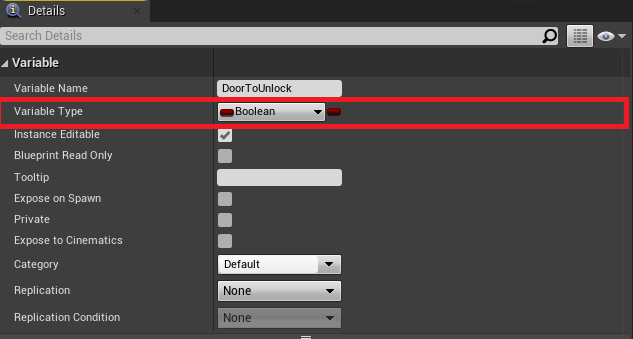 Details
Search Details
Variable
Variable Name DoorToUnlock
Variable Type Boolean
Instance Editable
Blueprint Read Only
Tooltip
Expose on Spawn
Private
Expose to Cinematics
Category Default
Replication None
Replication Condition None